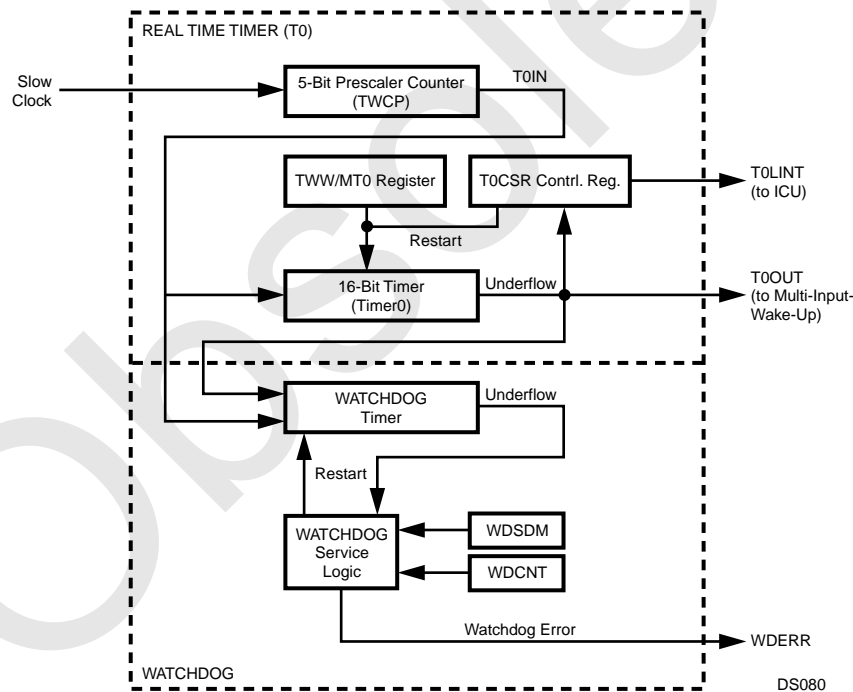 REAL TIME TIMER (T0)
Slow
Clock
5-Bit Prescaler Counter
(TWCP)
T0IN
TWW/MT0 Register
T0CSR Contrl. Reg.
T0LINT
(to ICU)
Restart
16-Bit Timer
(Timer0)
Underflow
T0OUT
(to Multi-Input-
Wake-Up)
WATCHDOG
Timer
Underflow
Restart
WATCHDOG
Service
Logic
WDSDM
WDCNT
Watchdog Error
WDERR
WATCHDOG
DS080
Obsolete